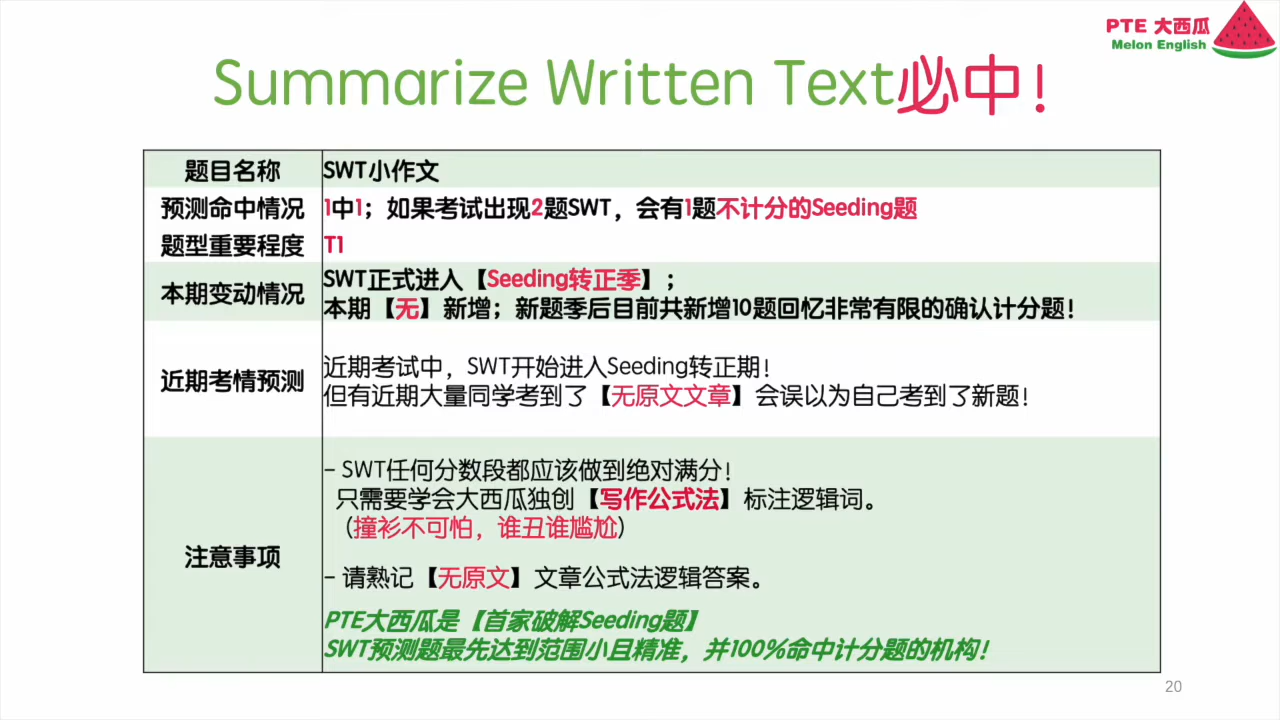 PTE 大西瓜
Melon English
Summarize Written Text必中！
题目名称
SWT小作文
预测命中情况
1中1；如果考试出现2题SWT，会有1题不计分的Seeding题
题型重要程度
T1
本期变动情况
SWT正式进入【Seeding转正季】；
本期【无】新增；新题季后目前共新增10题回忆非常有限的确认计分题！
近期考情预测
近期考试中，SWT开始进入Seeding转正期！
但有近期大量同学考到了【无原文文章】会误以为自己考到了新题！
注意事项
– SWT任何分数段都应该做到绝对满分！
只需要学会大西瓜独创【写作公式法】标注逻辑词。
（撞衫不可怕，谁丑谁尴尬）
– 请熟记【无原文】文章公式法逻辑答案。
PTE大西瓜是【首家破解Seeding题】
SWT预测题最先达到范围小且精准，并100%命中计分题的机构！
20